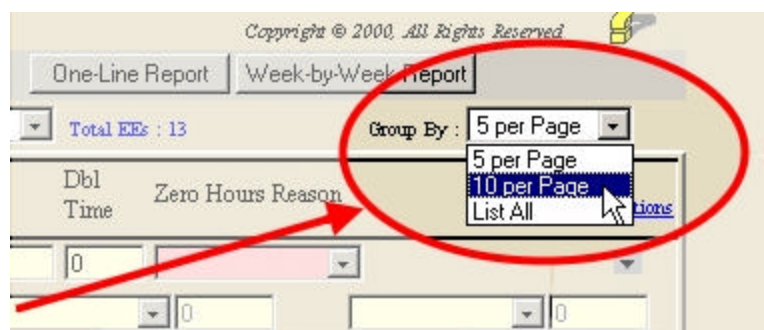 Copyright © 2000, All Rights Reserved
One-Line Report Week-by-Week Report
Total EEs : 13 Group By : 5 per Page
5 per Page
10 per Page
List All
Dbl Time Zero Hours Reason
0
0 0